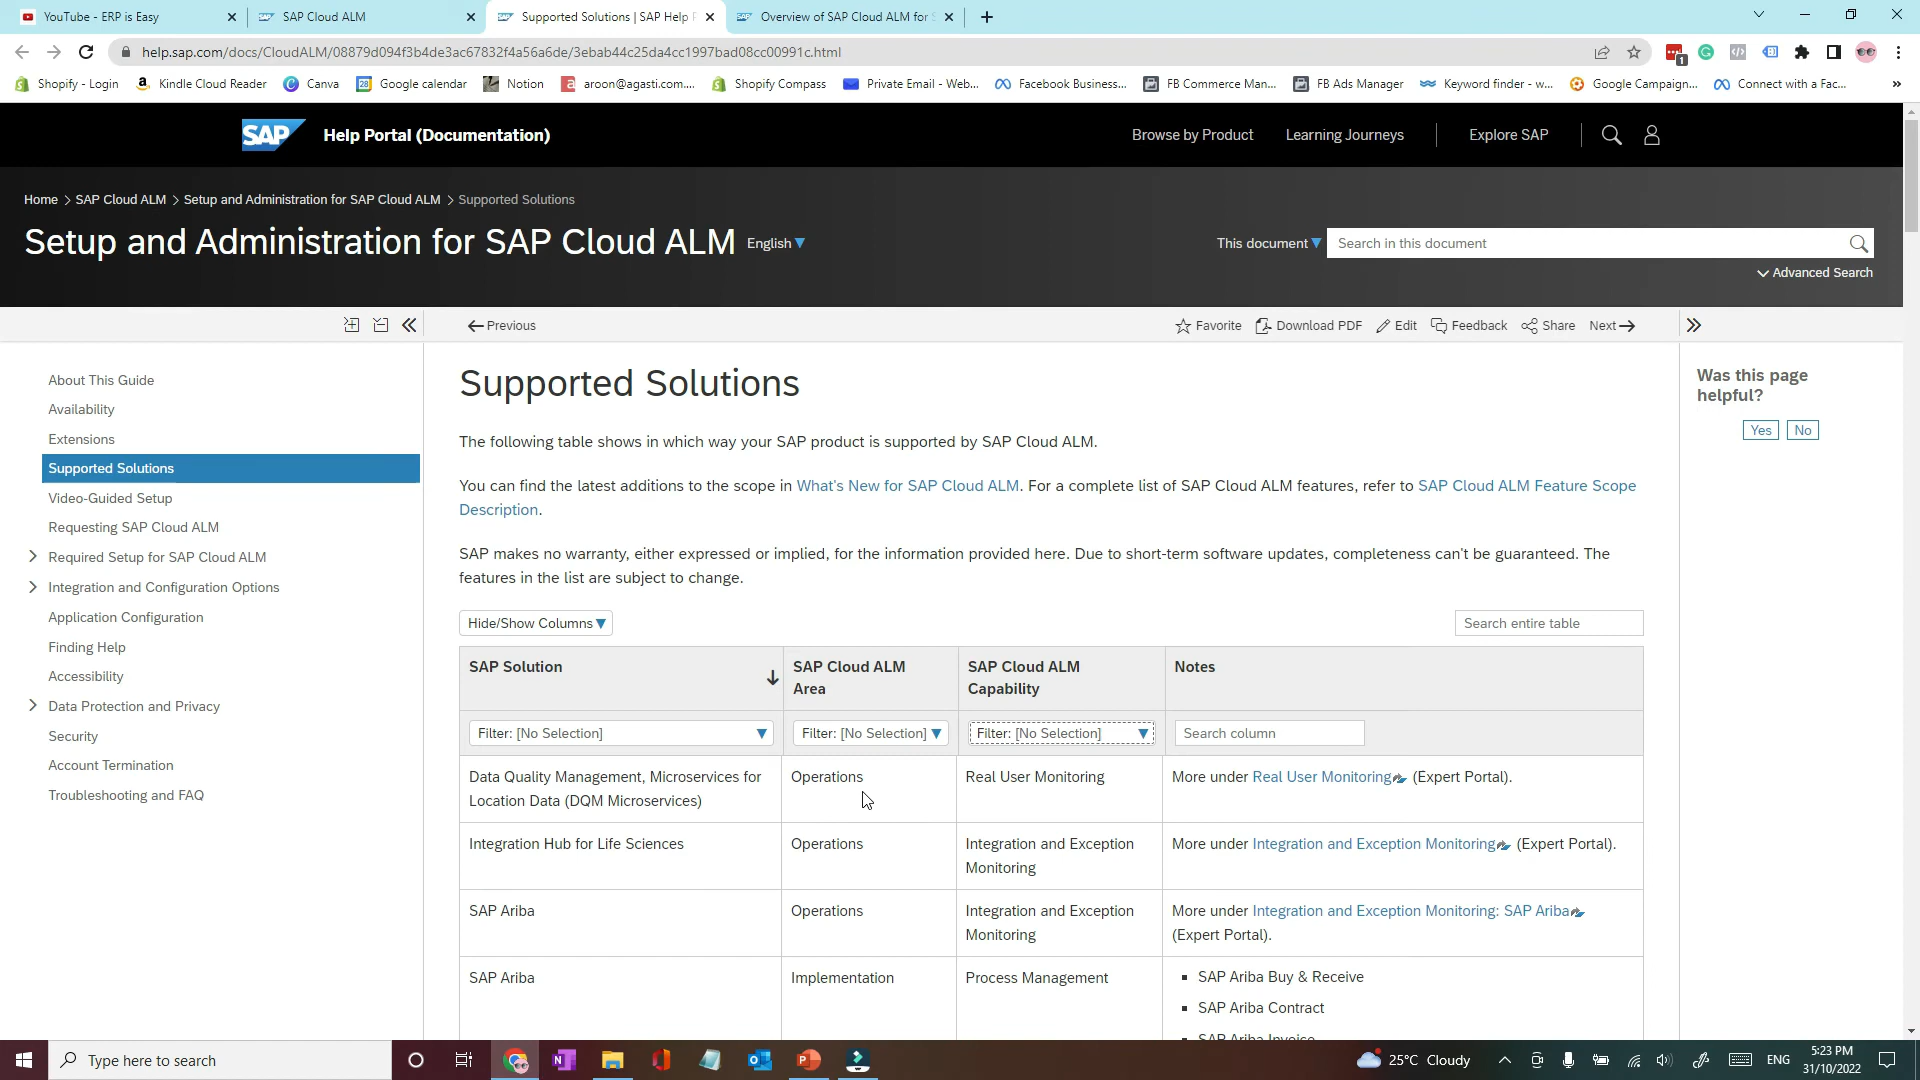 YouTube - ERP is Easy
SAP Cloud ALM
Supported Solutions | SAP Help
Overview of SAP Cloud ALM for
help.sap.com/docs/CloudALM/08879d094f3b4de3ac67832f4a56a6de/3ebab44c25da4cc1997bad08cc00991c.html
1
Shopify - Login
Kindle Cloud Reader
Canva
Google calendar
Notion
aroon@agasti.com....
Shopify Compass
Private Email - Web...
Facebook Business...
FB Commerce Man...
FB Ads Manager
Keyword finder - w...
Google Campaign...
Connect with a Fac...
SAP
Help Portal (Documentation)
Browse by Product
Learning Journeys
Explore SAP
Home > SAP Cloud ALM > Setup and Administration for SAP Cloud ALM > Supported Solutions
Setup and Administration for SAP Cloud ALM
English
This document
Search in this document
Advanced Search
Previous
Favorite
Download PDF
Edit
Feedback
Share
Next
About This Guide
Availability
Extensions
Supported Solutions
Video-Guided Setup
Requesting SAP Cloud ALM
Required Setup for SAP Cloud ALM
Integration and Configuration Options
Application Configuration
Finding Help
Accessibility
Data Protection and Privacy
Security
Account Termination
Troubleshooting and FAQ
Supported Solutions
The following table shows in which way your SAP product is supported by SAP Cloud ALM.
You can find the latest additions to the scope in What's New for SAP Cloud ALM. For a complete list of SAP Cloud ALM features, refer to SAP Cloud ALM Feature Scope
Description.
SAP makes no warranty, either expressed or implied, for the information provided here. Due to short-term software updates, completeness can't be guaranteed. The
features in the list are subject to change.
Hide/Show Columns
Search entire table
SAP Solution
SAP Cloud ALM
Area
SAP Cloud ALM
Capability
Notes
Filter: [No Selection]
Filter: [No Selection]
Filter: [No Selection]
Search column
Data Quality Management, Microservices for
Location Data (DQM Microservices)
Operations
Real User Monitoring
More under Real User Monitoring (Expert Portal).
Integration Hub for Life Sciences
Operations
Integration and Exception
Monitoring
More under Integration and Exception Monitoring (Expert Portal).
SAP Ariba
Operations
Integration and Exception
Monitoring
More under Integration and Exception Monitoring: SAP Ariba
(Expert Portal).
SAP Ariba
Implementation
Process Management
SAP Ariba Buy & Receive
SAP Ariba Contract
SAP Ariba Invoice
Was this page
helpful?
Yes
No
Type here to search
25°C Cloudy
ENG
5:23 PM
31/10/2022